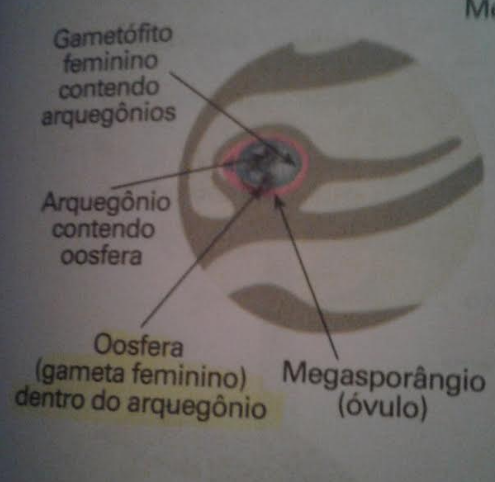 Gametófito
feminino
contendo
arquegônios
Arquegônio
contendo
oosfera
Oosfera
(gameta feminino)
dentro do arquegônio
Megasporângio
(óvulo)